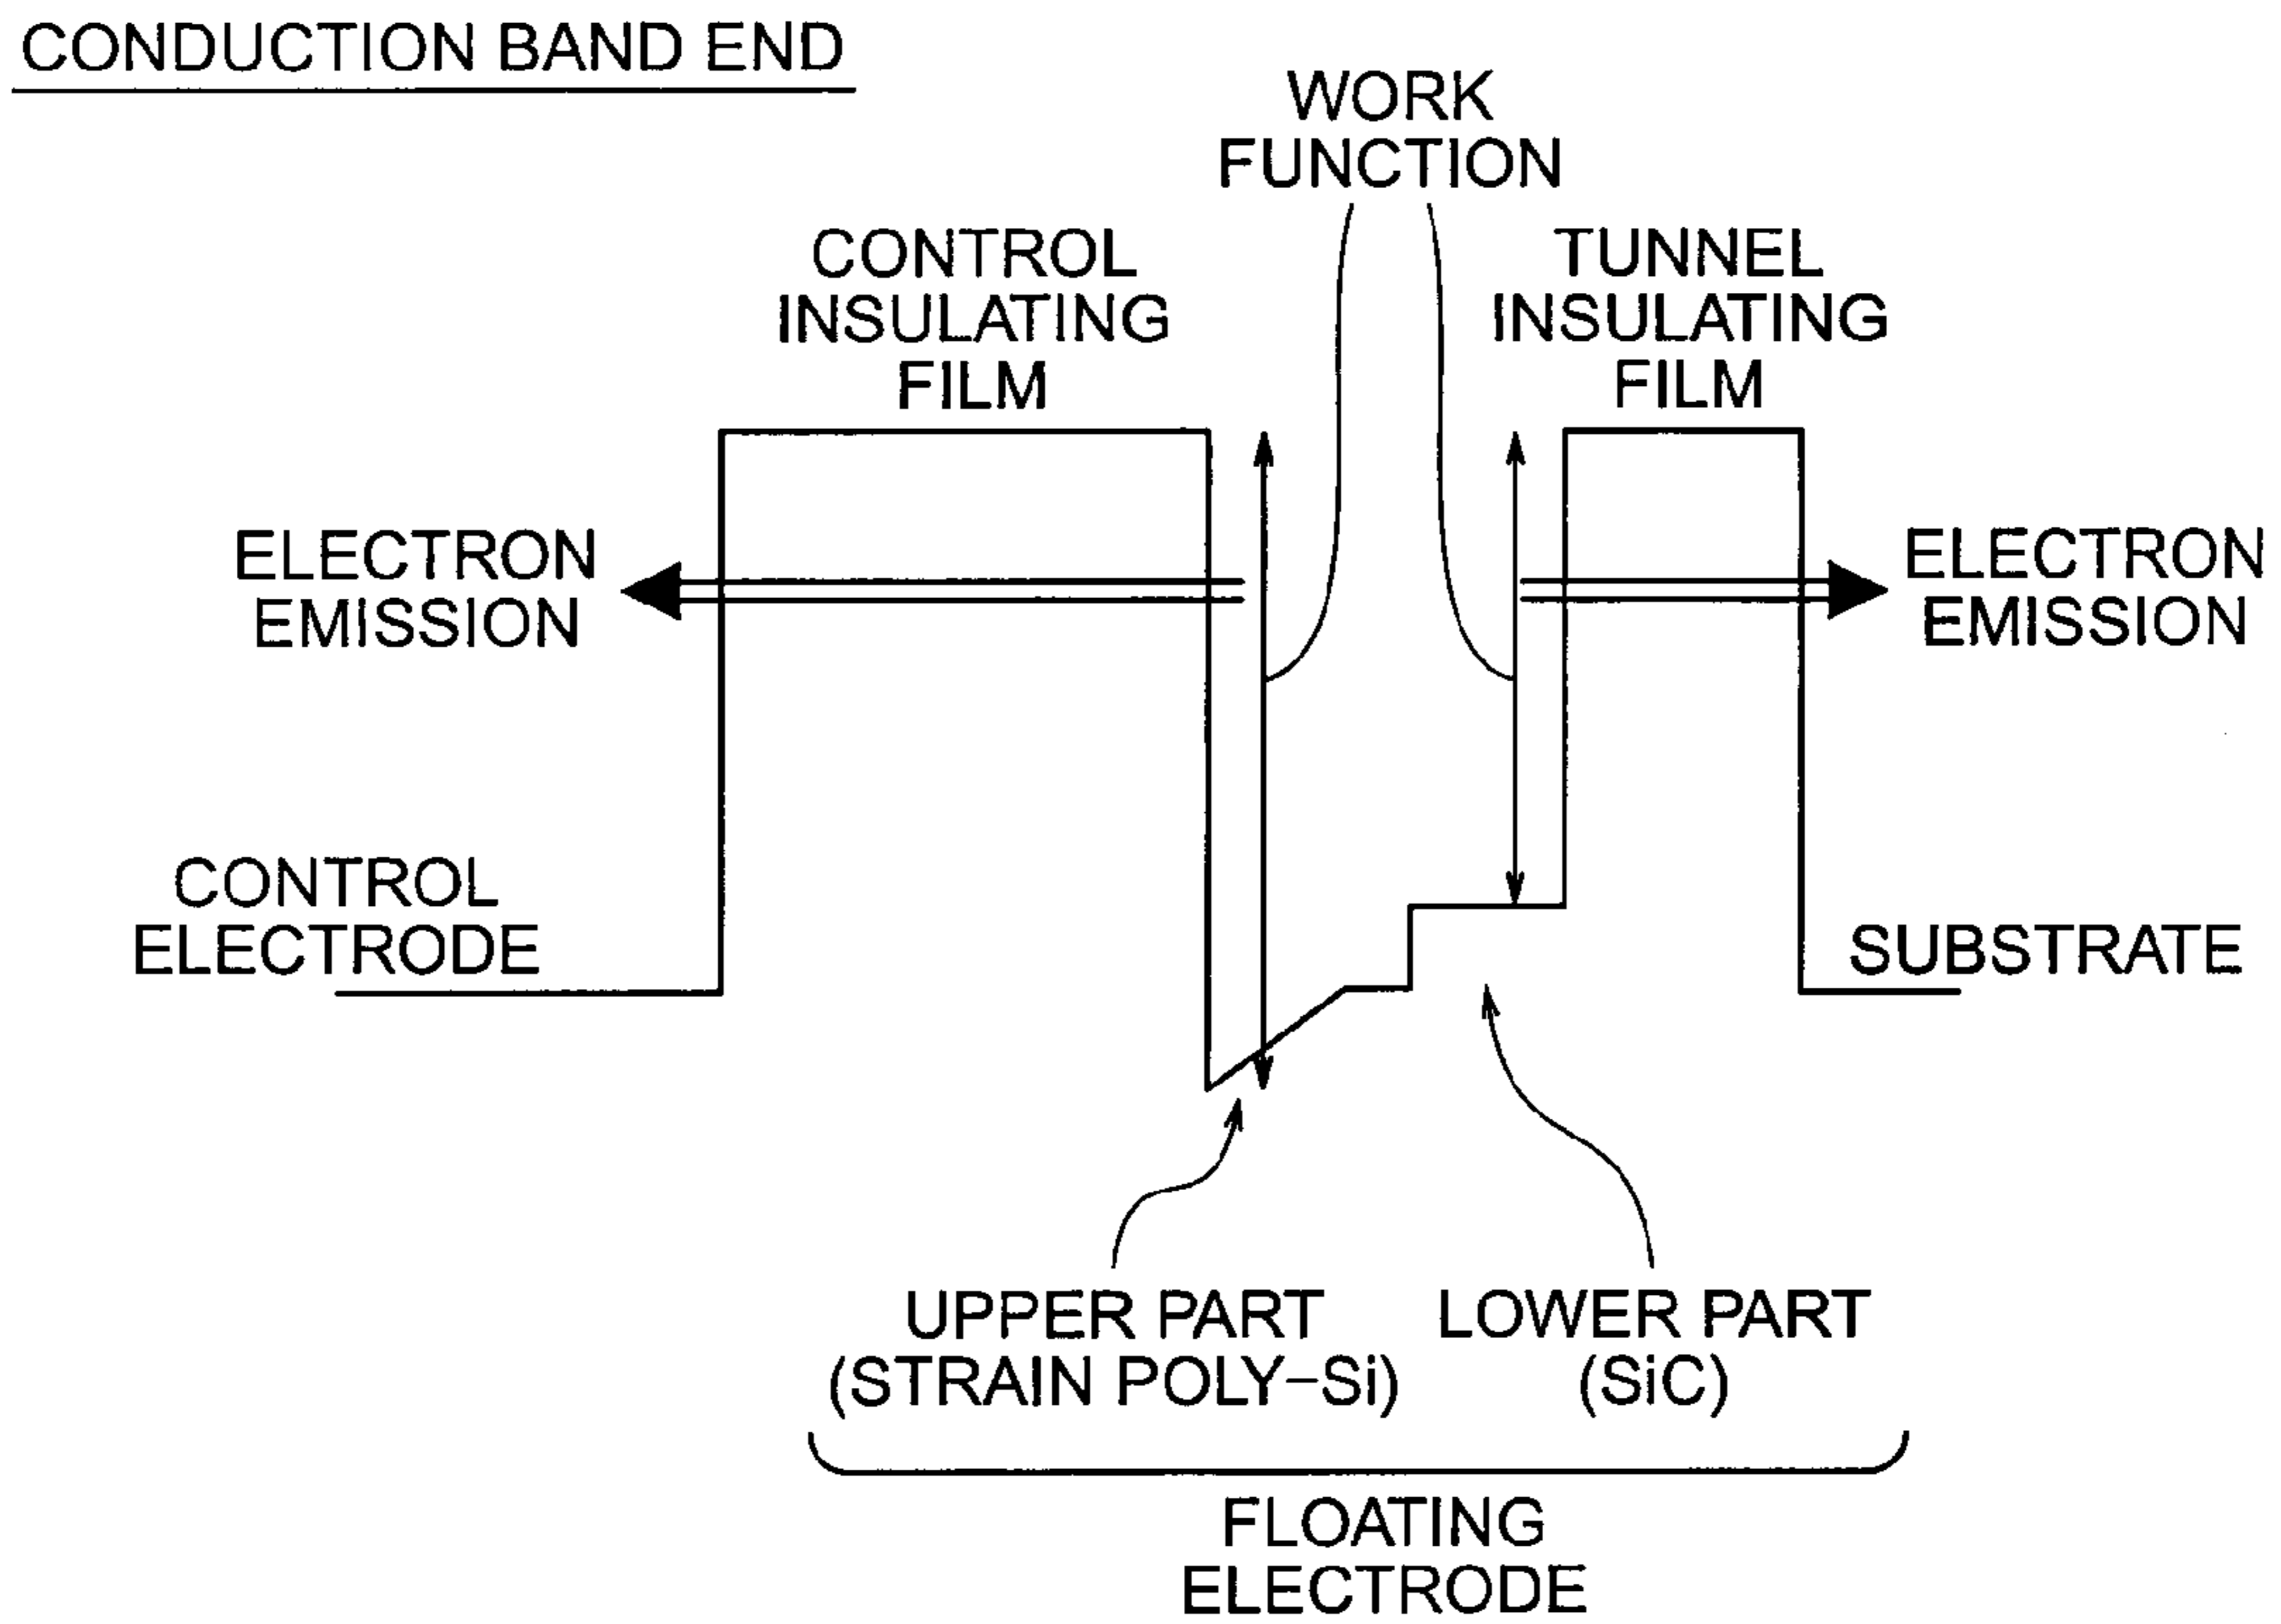 CONDUCTION BAND END
WORK
FUNCTION
CONTROL
INSULATING
FILM
TUNNEL
INSULATING
FILM
ELECTRON
EMISSION
ELECTRON
EMISSION
CONTROL
ELECTRODE
SUBSTRATE
UPPER PART
(STRAIN POLY-Si)
LOWER PART
(SiC)
FLOATING
ELECTRODE